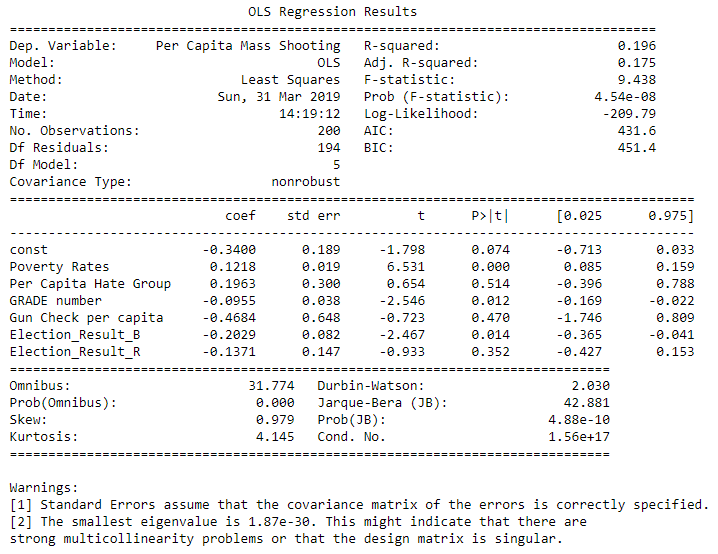 OLS Regression Results
==============================================================================
Dep. Variable:     Per Capita Mass Shooting   R-squared:                       0.196
Model:                            OLS   Adj. R-squared:                  0.175
Method:                 Least Squares   F-statistic:                     9.438
Date:                Sun, 31 Mar 2019   Prob (F-statistic):           4.54e-08
Time:                        14:19:12   Log-Likelihood:                -209.79
No. Observations:                 200   AIC:                             431.6
Df Residuals:                     194   BIC:                             451.4
Df Model:                           5
Covariance Type:            nonrobust
==============================================================================
coef    std err          t      P>|t|      [0.025      0.975]
------------------------------------------------------------------------------
const                     -0.3400      0.189     -1.798      0.074      -0.713       0.033
Poverty Rates              0.1218      0.019      6.531      0.000       0.085       0.159
Per Capita Hate Group      0.1963      0.300      0.654      0.514      -0.396       0.788
GRADE number              -0.0955      0.038     -2.546      0.012      -0.169      -0.022
Gun Check per capita      -0.4684      0.648     -0.723      0.470      -1.746       0.809
Election_Result_B         -0.2029      0.082     -2.467      0.014      -0.365      -0.041
Election_Result_R         -0.1371      0.147     -0.933      0.352      -0.427       0.153
==============================================================================
Omnibus:                       31.774   Durbin-Watson:                   2.030
Prob(Omnibus):                  0.000   Jarque-Bera (JB):               42.881
Skew:                           0.979   Prob(JB):                     4.88e-10
Kurtosis:                       4.145   Cond. No.                     1.56e+17
==============================================================================
Warnings:
[1] Standard Errors assume that the covariance matrix of the errors is correctly specified.
[2] The smallest eigenvalue is 1.87e-30. This might indicate that there are
strong multicollinearity problems or that the design matrix is singular.